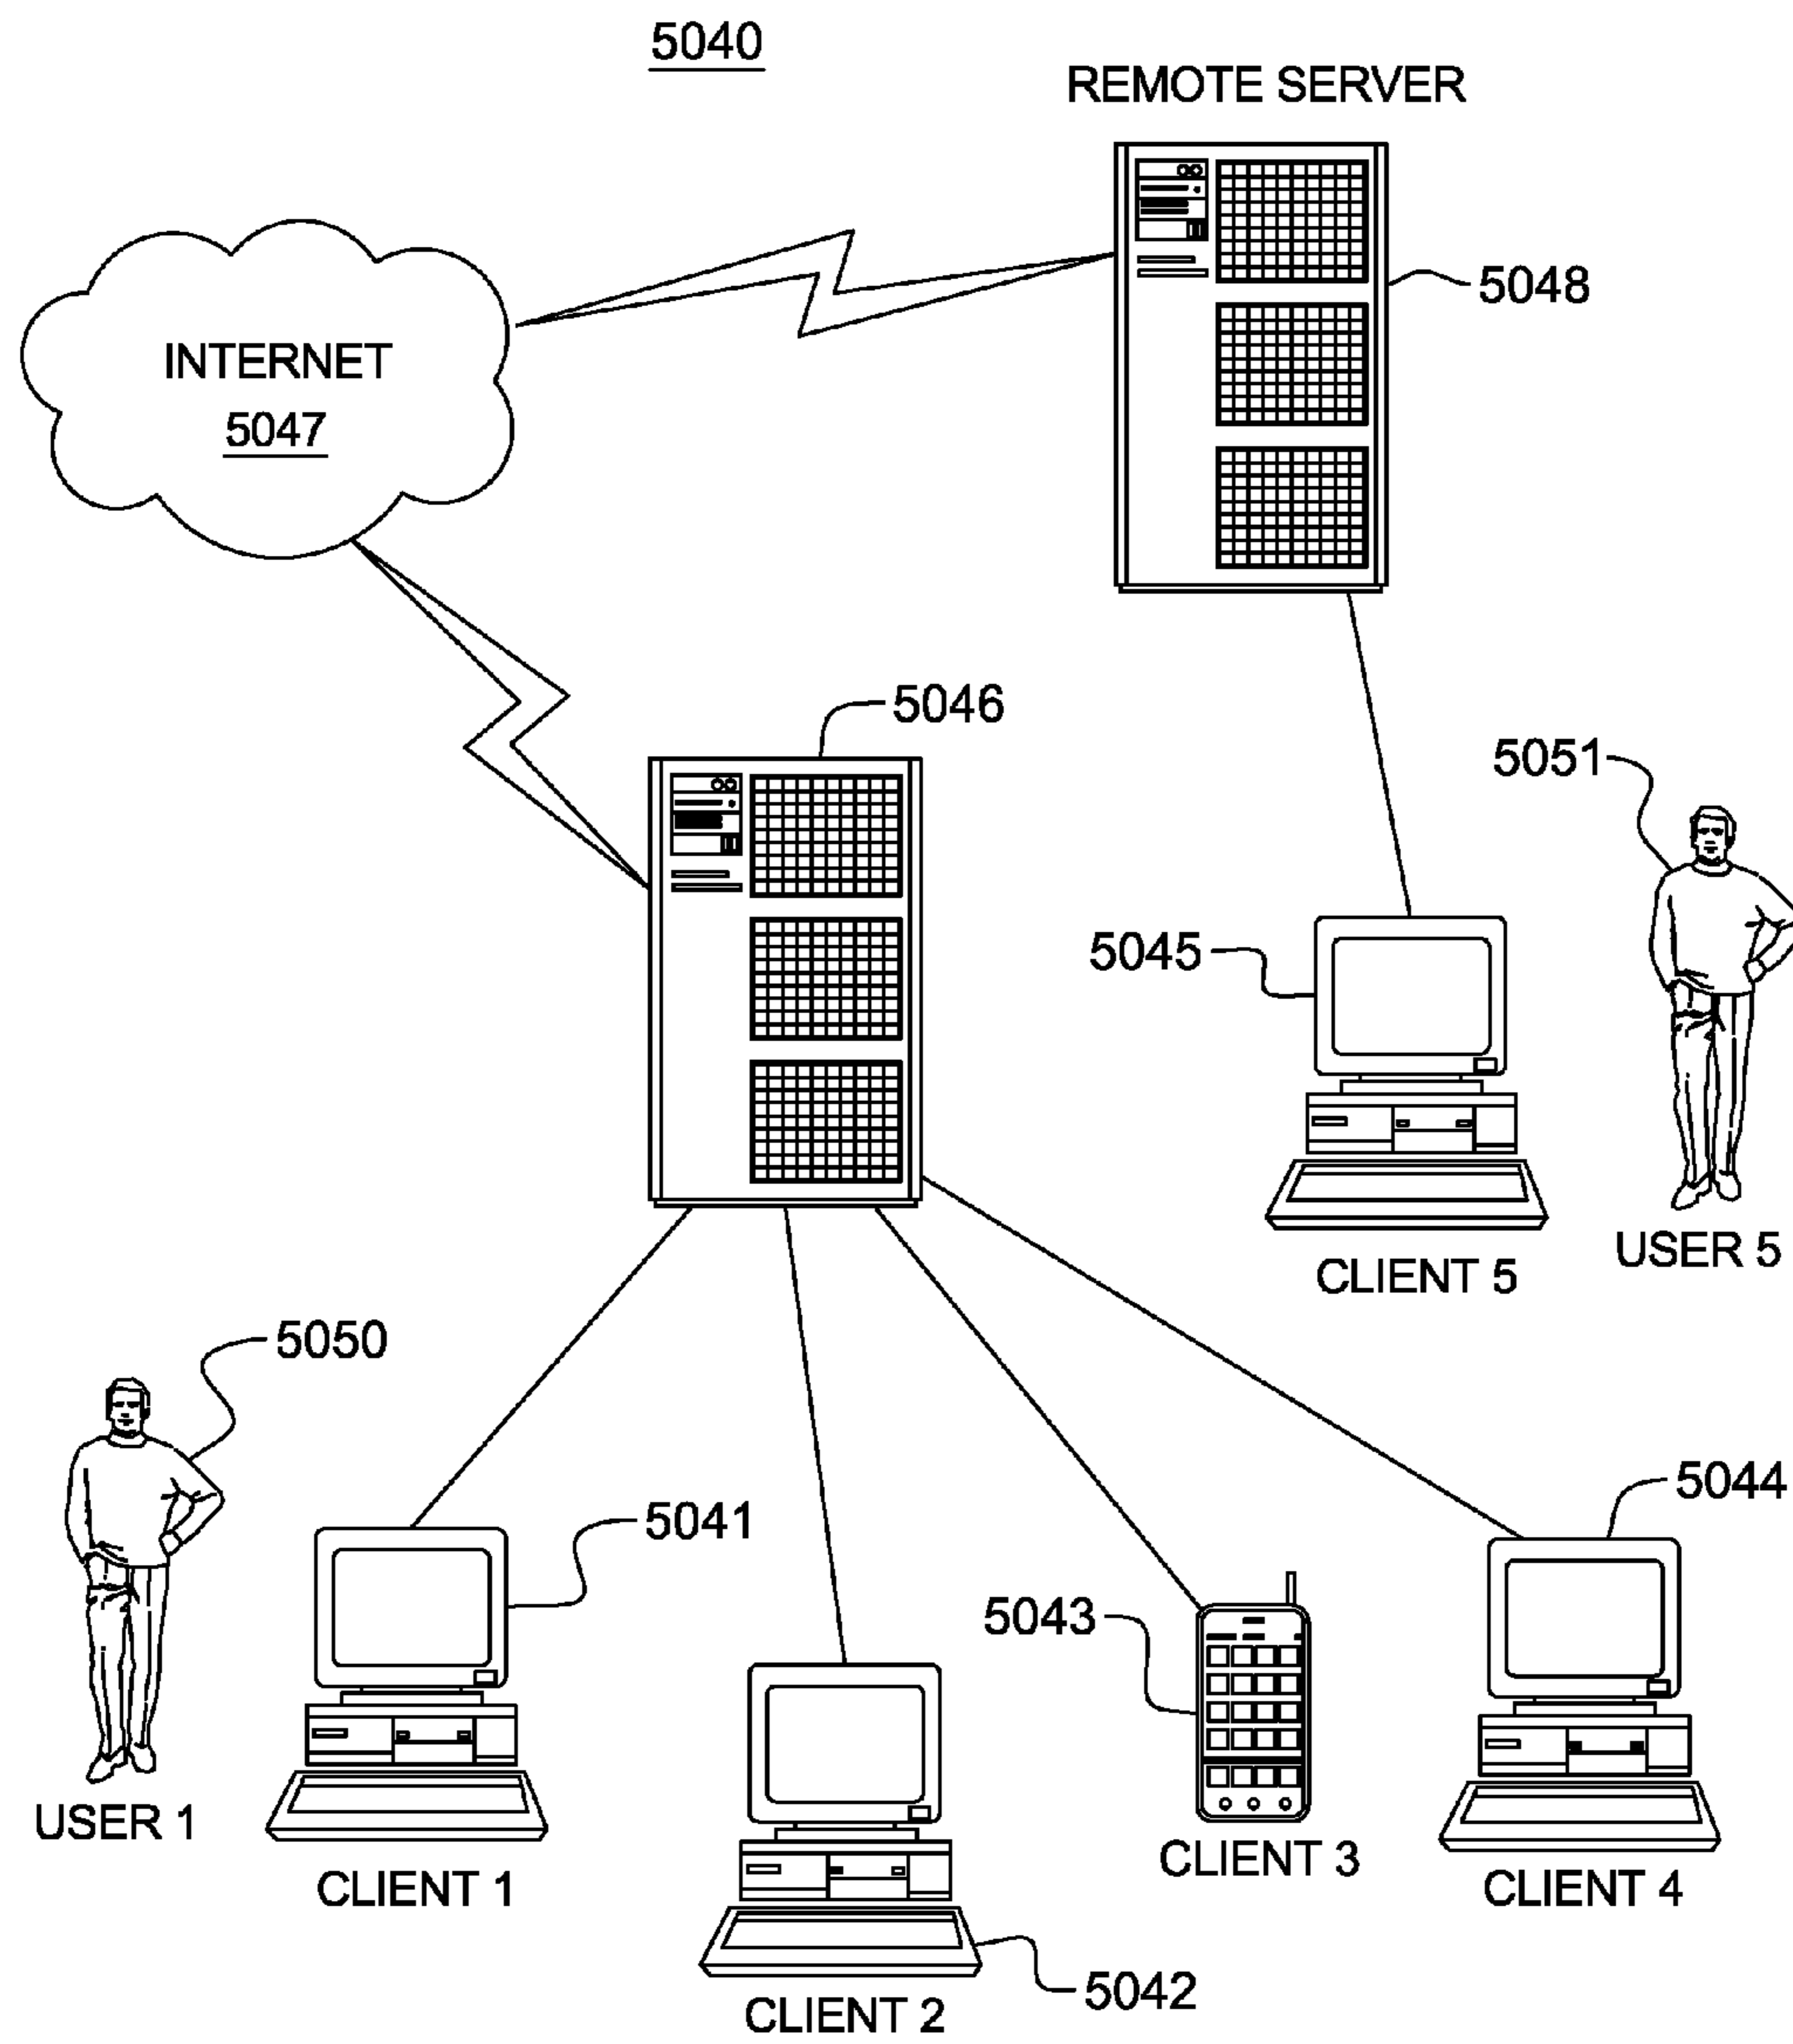 5040
REMOTE SERVER
5048
INTERNET
5047
5046
5051
5045
USER 5
CLIENT 5
5050
5044
5041
5043
USER 1
CLIENT 3
CLIENT 1
CLIENT 4
5042
CLIENT 2